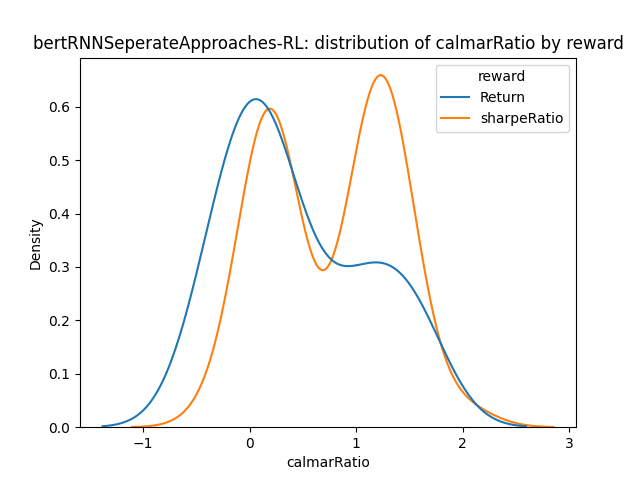 bertRNNSeperateApproaches-RL: distribution of calmarRatio by reward
reward
Return
sharpeRatio
Density
0.6
0.5
0.4
0.3
0.2
0.1
0.0
−1 0 1 2 3
calmarRatio